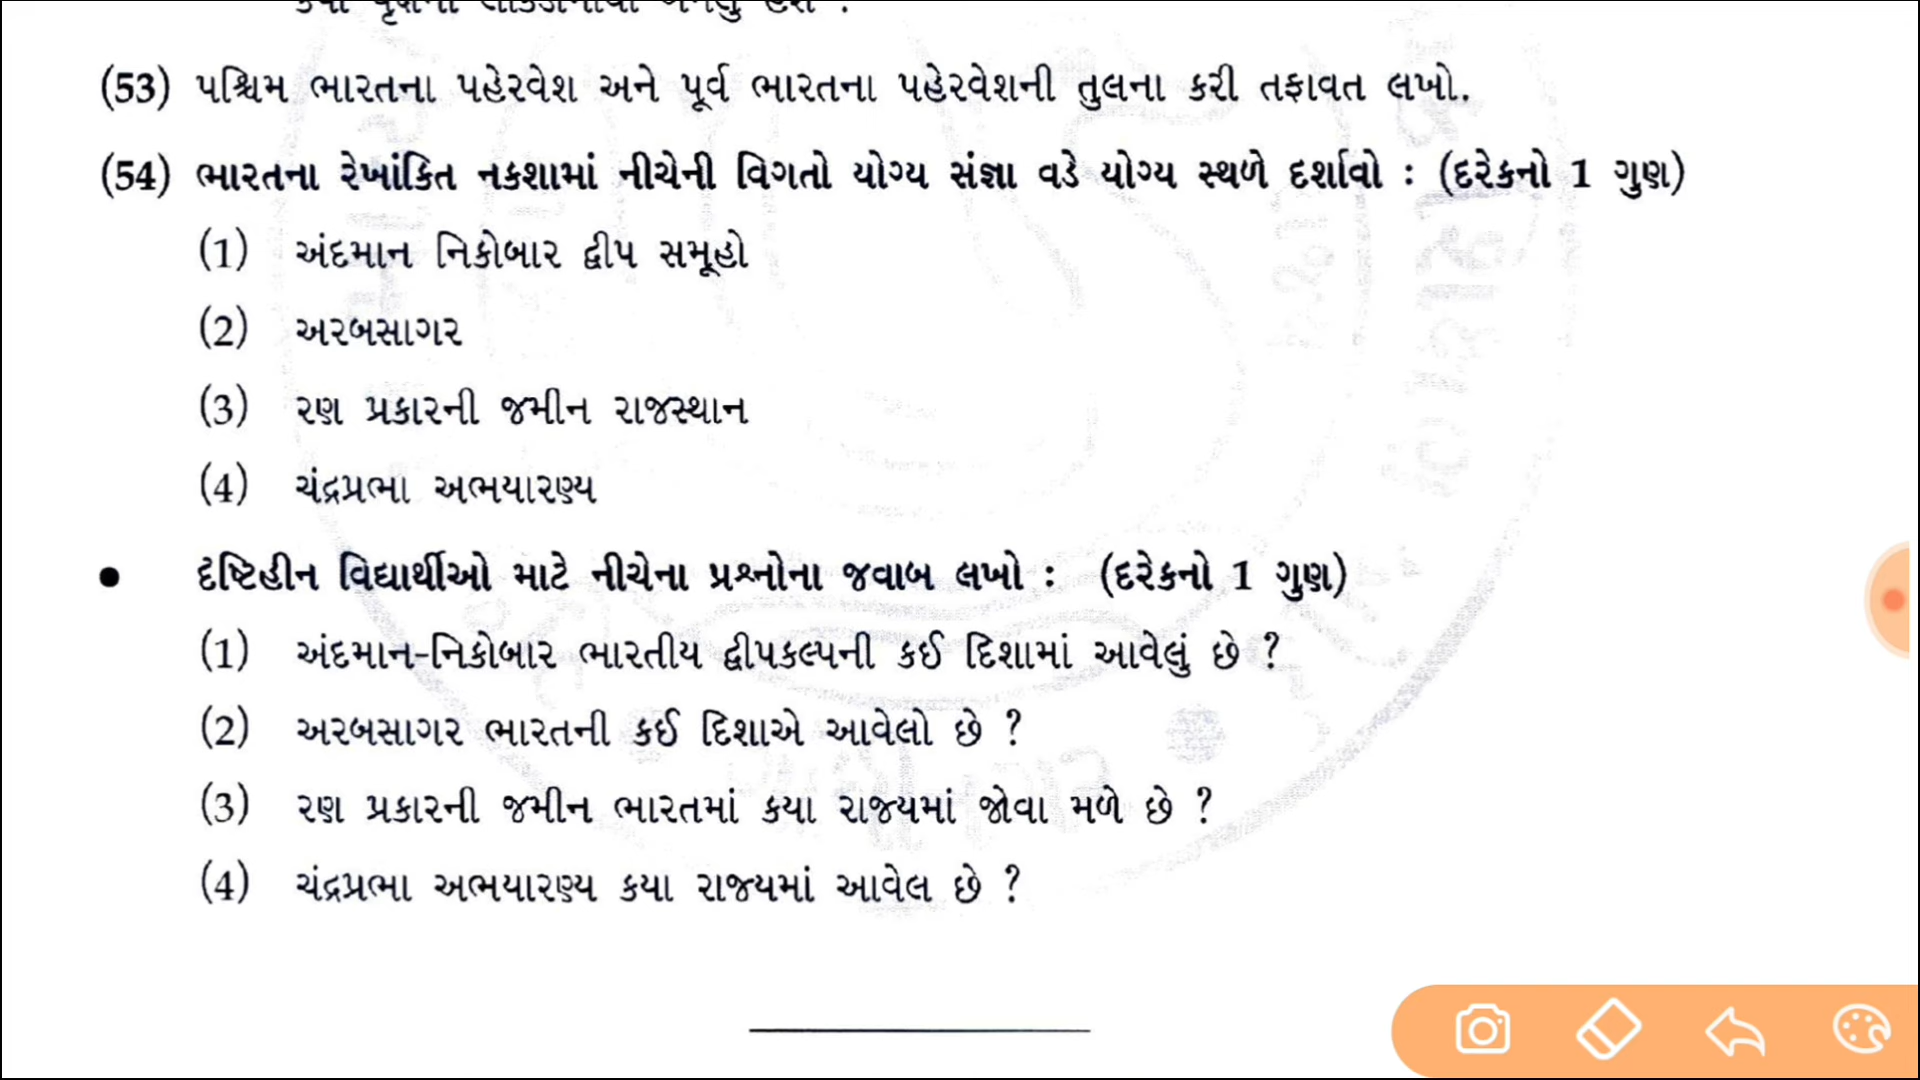 (53) પશ્ચિમ ભારતના પહેરવેશ અને પૂર્વ ભારતના પહેરવેશની તુલના કરી તફાવત લખો.
(54) ભારતના રેખાંકિત નકશામાં નીચેની વિગતો યોગ્ય સંજ્ઞા વડે યોગ્ય સ્થળે દર્શાવો : (દરેકનો 1 ગુણ)
(1) અંદમાન નિકોબાર દ્વીપ સમૂહો
(2) અરબસાગર
(3) રણ પ્રકારની જમીન રાજસ્થાન
(4) ચંદ્રપ્રભા અભયારણ્ય
• દૃષ્ટિહીન વિદ્યાર્થીઓ માટે નીચેના પ્રશ્નોના જવાબ લખો : (દરેકનો 1 ગુણ)
(1) અંદમાન-નિકોબાર ભારતીય દ્વીપકલ્પની કઈ દિશામાં આવેલું છે ?
(2) અરબસાગર ભારતની કઈ દિશાએ આવેલો છે ?
(3) રણ પ્રકારની જમીન ભારતમાં કયા રાજ્યમાં જોવા મળે છે ?
(4) ચંદ્રપ્રભા અભયારણ્ય કયા રાજ્યમાં આવેલ છે ?